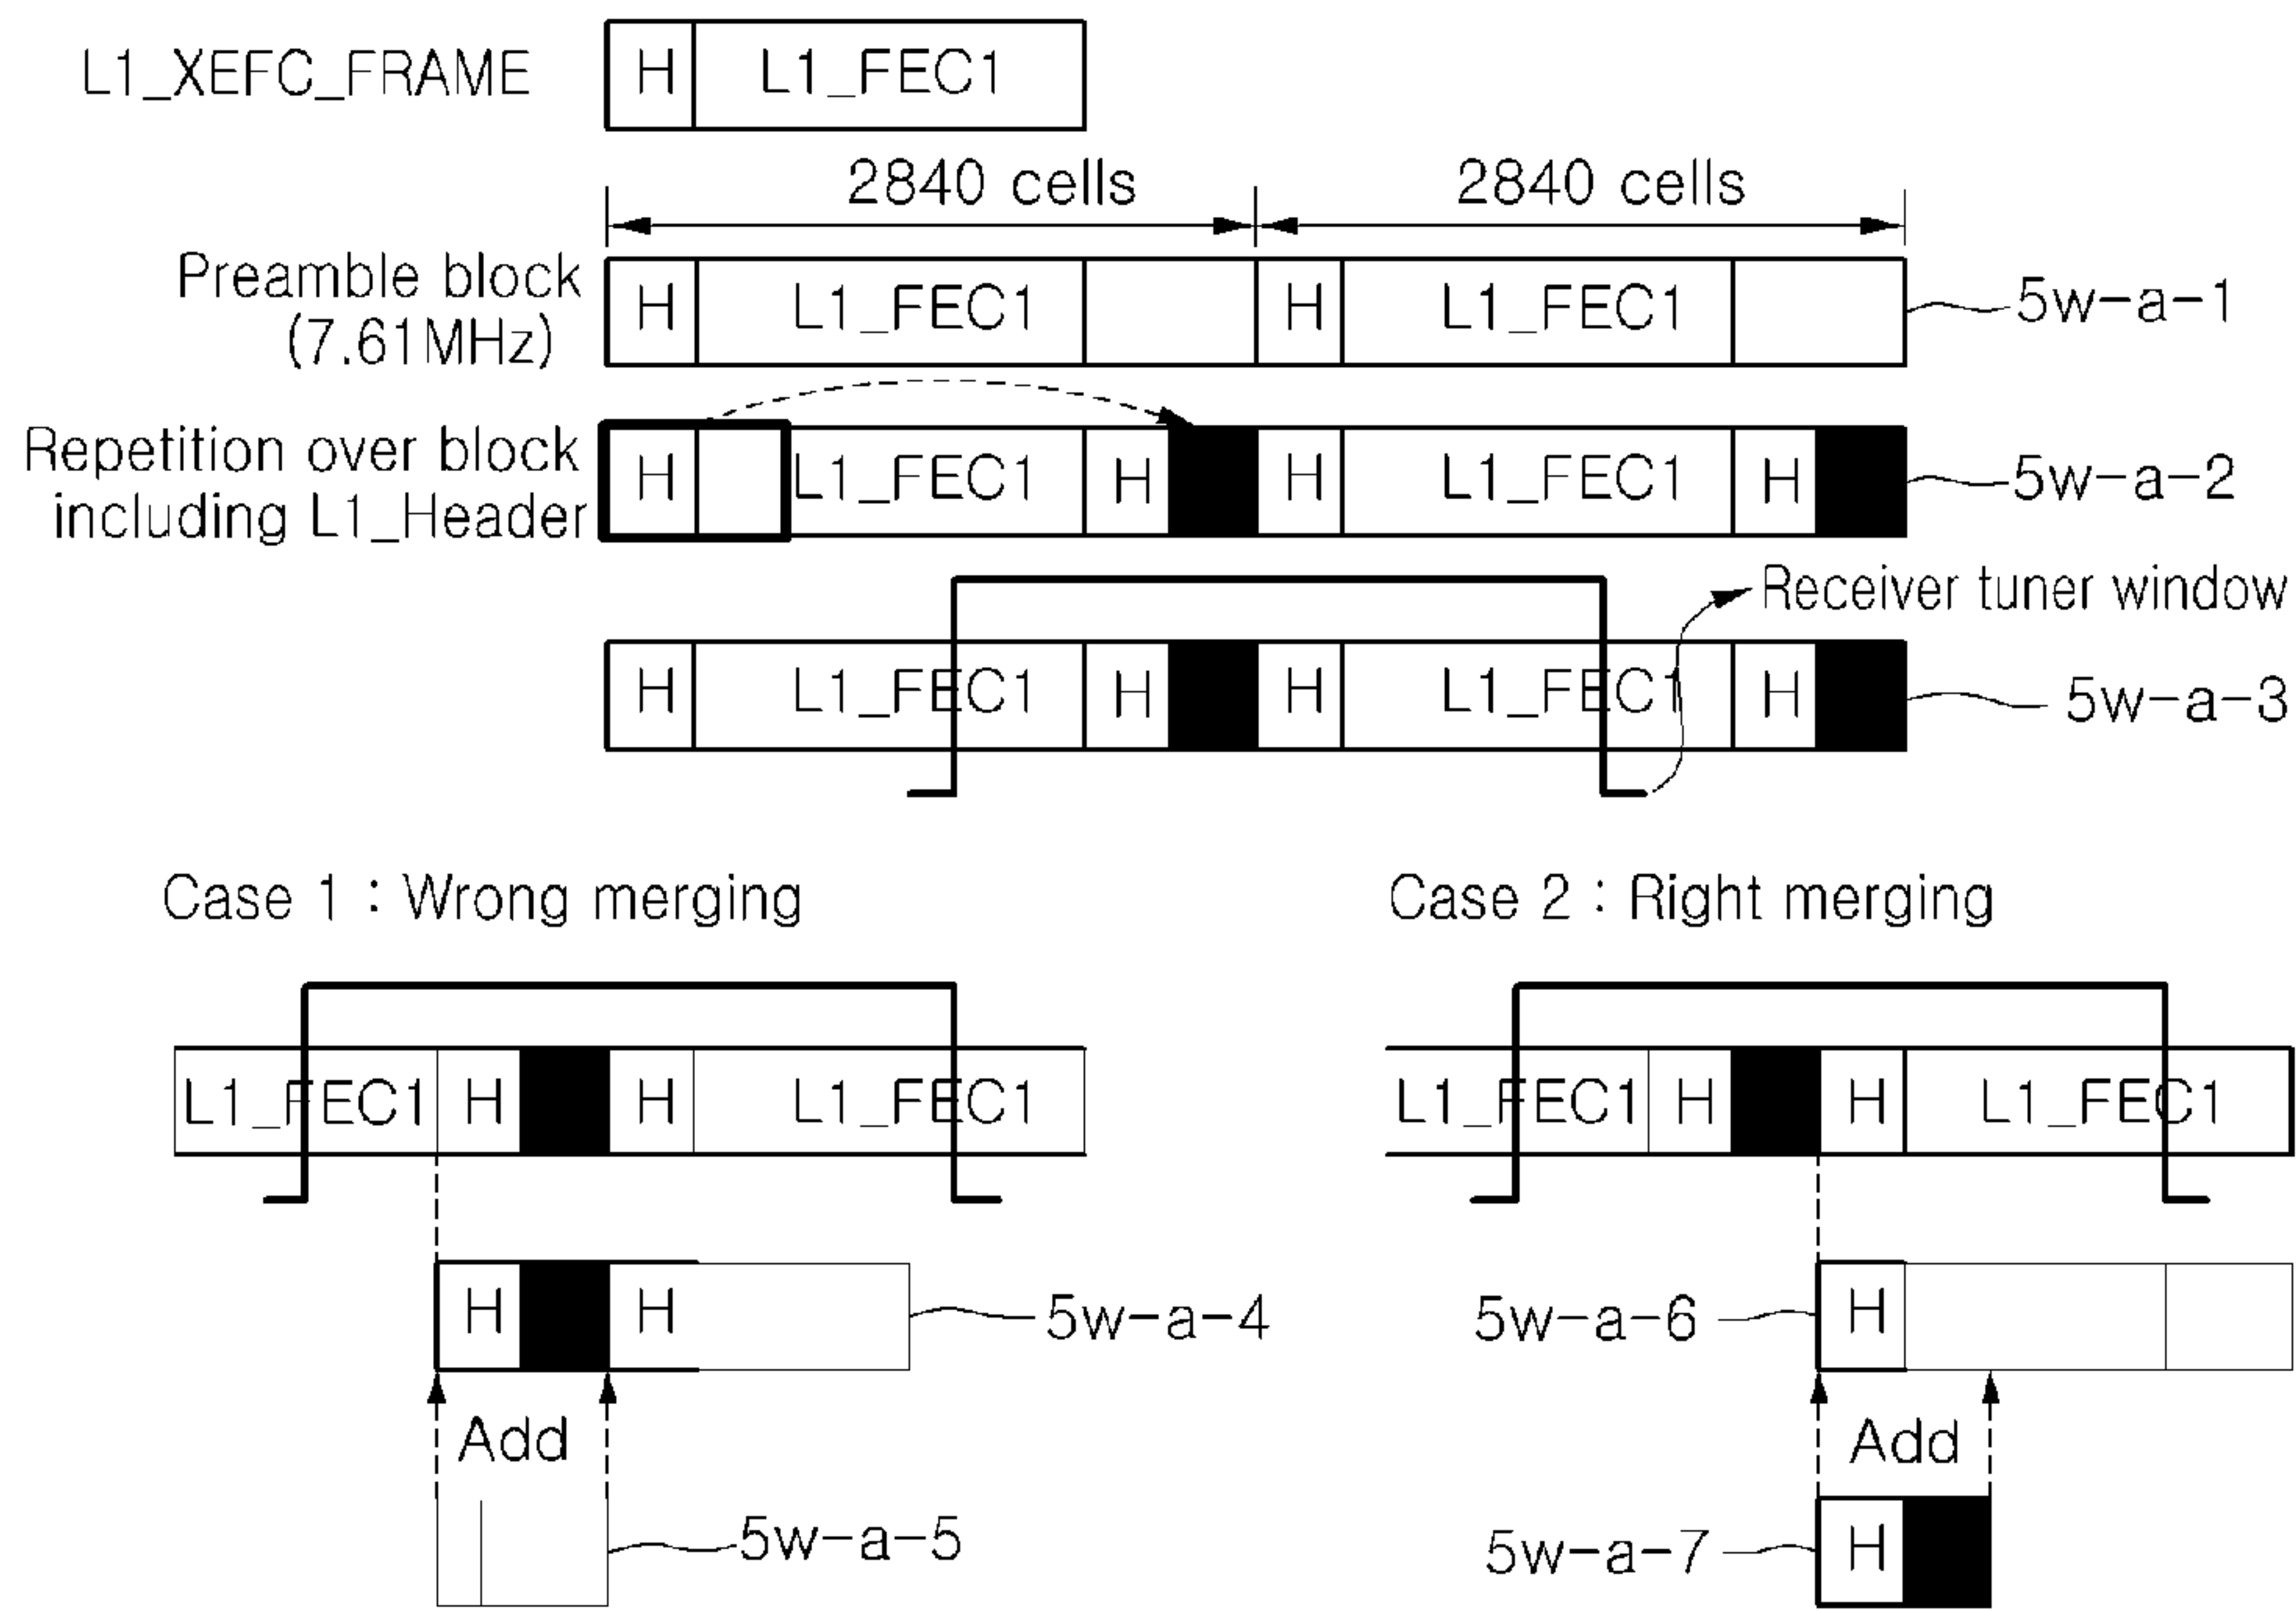 L1_XEFC_FRAME
H L1_FEC1
2840 cells 2840 cells
Preamble block
(7.61MHz)
H L1_FEC1 H L1_FEC1
5w-a-1
Repetition over block
including L1_Header
H L1_FEC1 H H L1_FEC1 H
5w-a-2
Receiver tuner window
H L1_FEC1 H H L1_FEC1 H
5w-a-3
Case 1 : Wrong merging
Case 2 : Right merging
L1_FEC1 H H L1_FEC1
L1_FEC1 H H L1_FEC1
H H
5w-a-4
5w-a-6
H
Add
Add
5w-a-5
5w-a-7
H